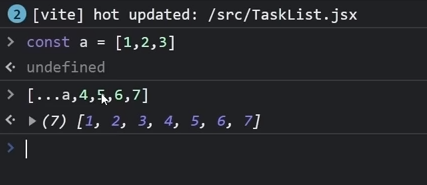 2 [vite] hot updated: /src/TaskList.jsx
> const a = [1,2,3]
<· undefined
> [...a,4,5,6,7]
<· ▶ (7) [1, 2, 3, 4, 5, 6, 7]
>